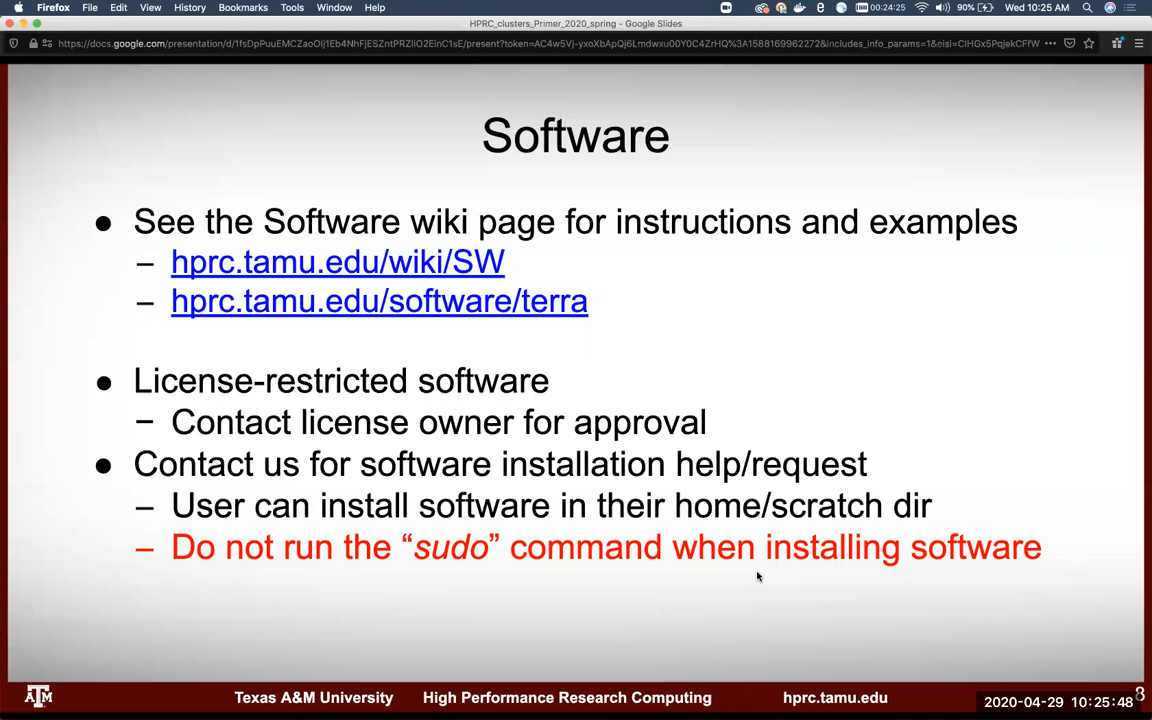 Firefox File Edit View History Bookmarks Tools Window Help 00:24:25 90% Wed 10:25 AM
HPRC_clusters_Primer_2020_spring - Google Slides
Software
● See the Software wiki page for instructions and examples
– hprc.tamu.edu/wiki/SW
– hprc.tamu.edu/software/terra
● License-restricted software
– Contact license owner for approval
● Contact us for software installation help/request
– User can install software in their home/scratch dir
– Do not run the “sudo” command when installing software
ATM Texas A&M University High Performance Research Computing hprc.tamu.edu 8
2020-04-29 10:25:48